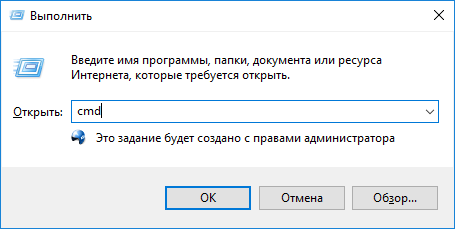 Выполнить
Введите имя программы, папки, документа или ресурса
Интернета, которые требуется открыть.
Открыть: cmd
Это задание будет создано с правами администратора
ОК Отмена Обзор...